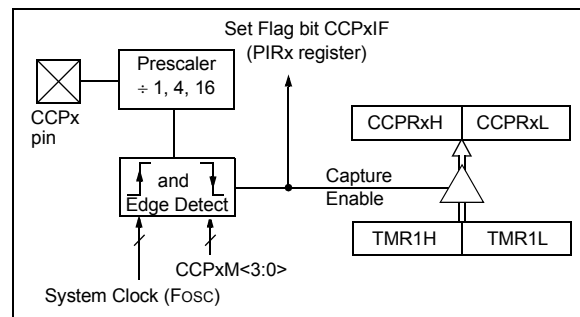 Set Flag bit CCPxIF
(PIRx register)
Prescaler
÷ 1, 4, 16
CCPx
pin
CCPRxH CCPRxL
and
Edge Detect
Capture
Enable
TMR1H TMR1L
CCPxM<3:0>
System Clock (FOSC)